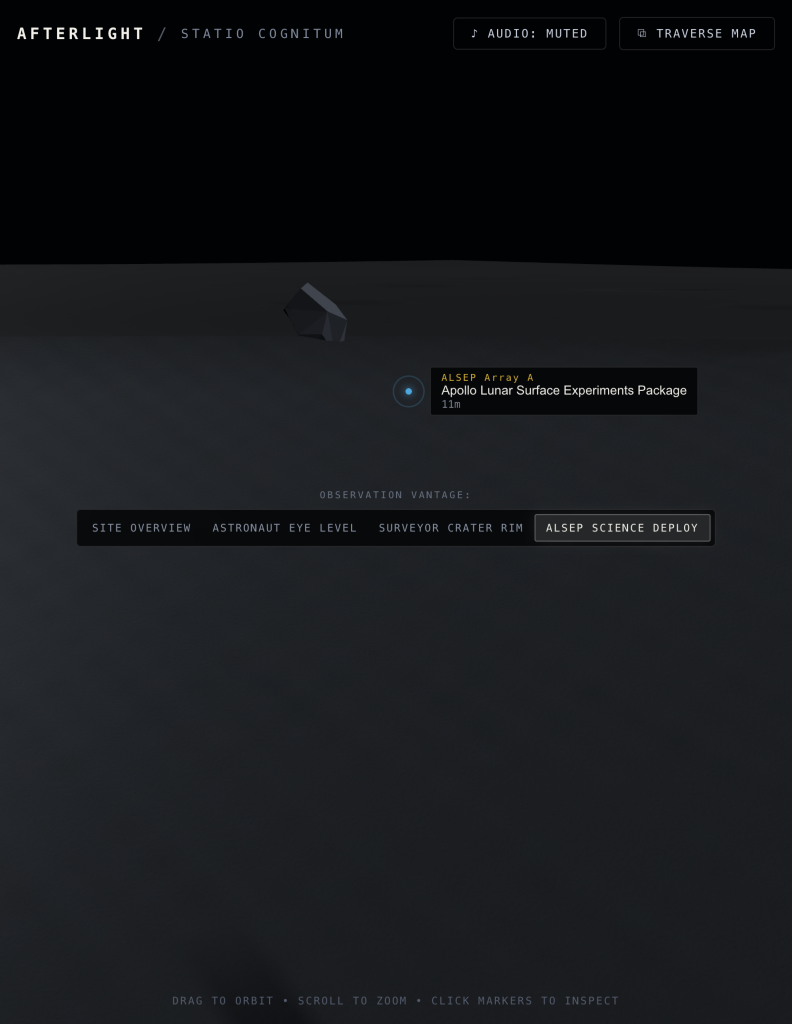 AFTERLIGHT / STATIO COGNITUM
♪ AUDIO: MUTED
TRAVERSE MAP
ALSEP Array A
Apollo Lunar Surface Experiments Package
11m
OBSERVATION VANTAGE:
SITE OVERVIEW ASTRONAUT EYE LEVEL SURVEYOR CRATER RIM ALSEP SCIENCE DEPLOY
DRAG TO ORBIT • SCROLL TO ZOOM • CLICK MARKERS TO INSPECT